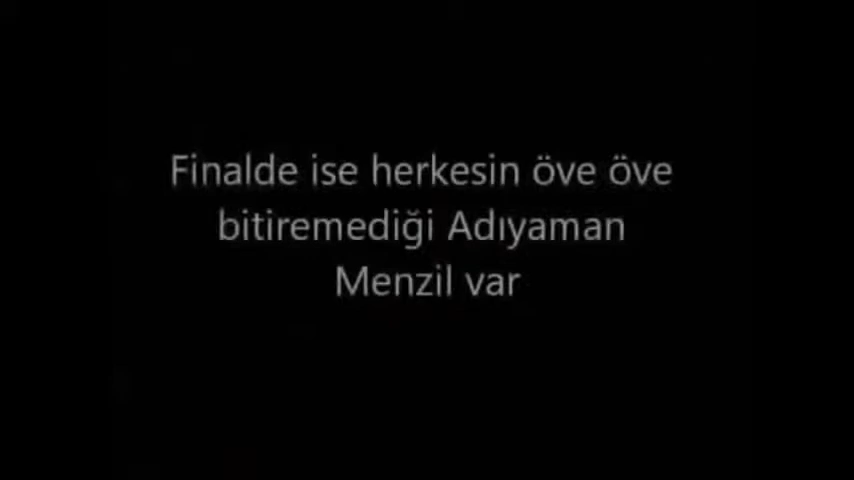 Finalde ise herkesin öve öve
bitiremediği Adıyaman
Menzil var